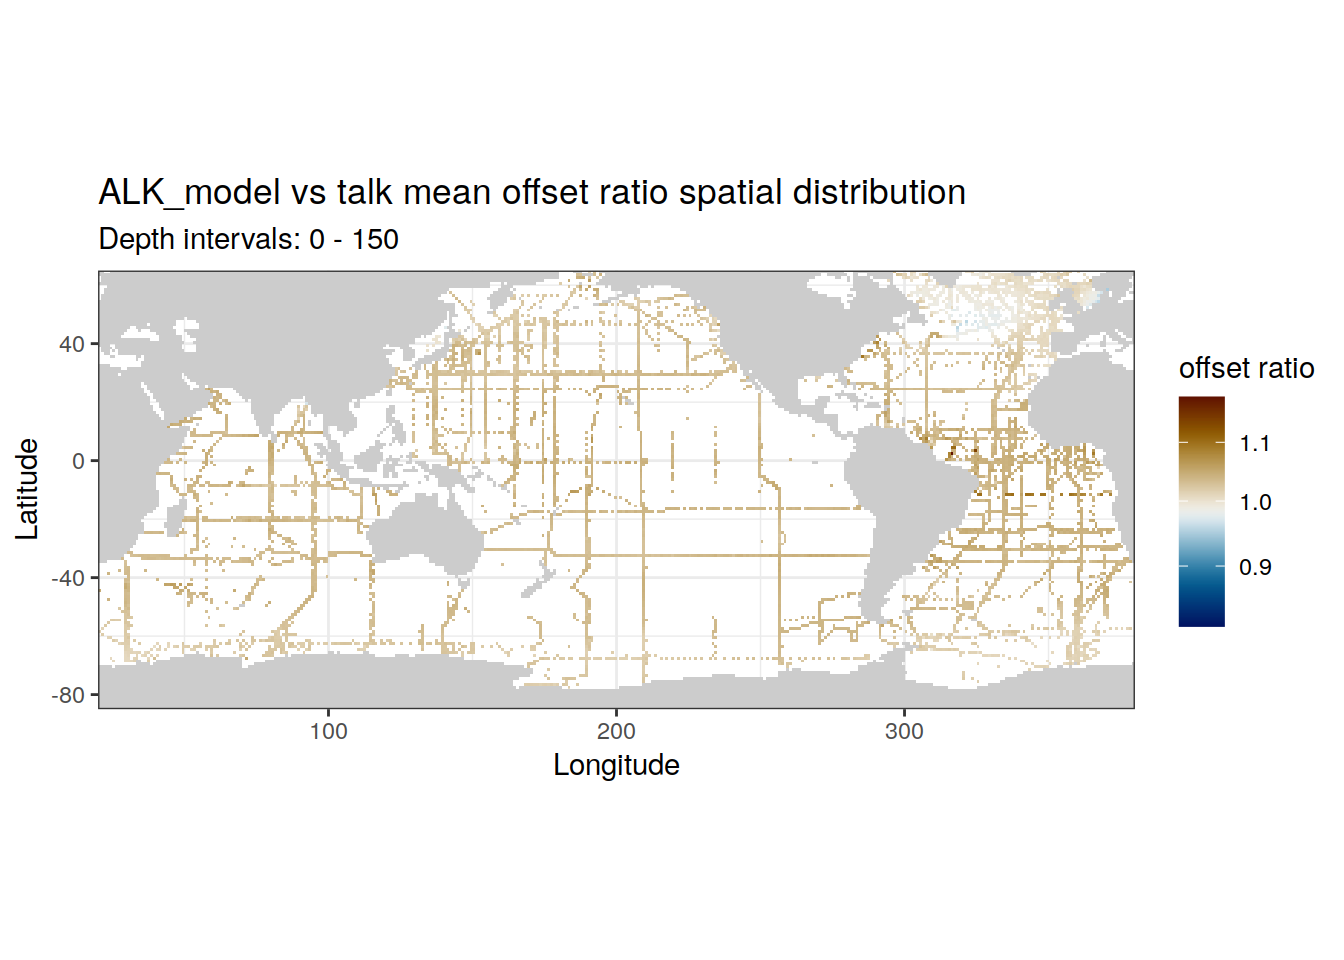 ALK_model vs talk mean offset ratio spatial distribution
Depth intervals: 0 - 150
offset ratio
1.1
1.0
0.9
Latitude
40
0
-40
-80
100
200
300
Longitude